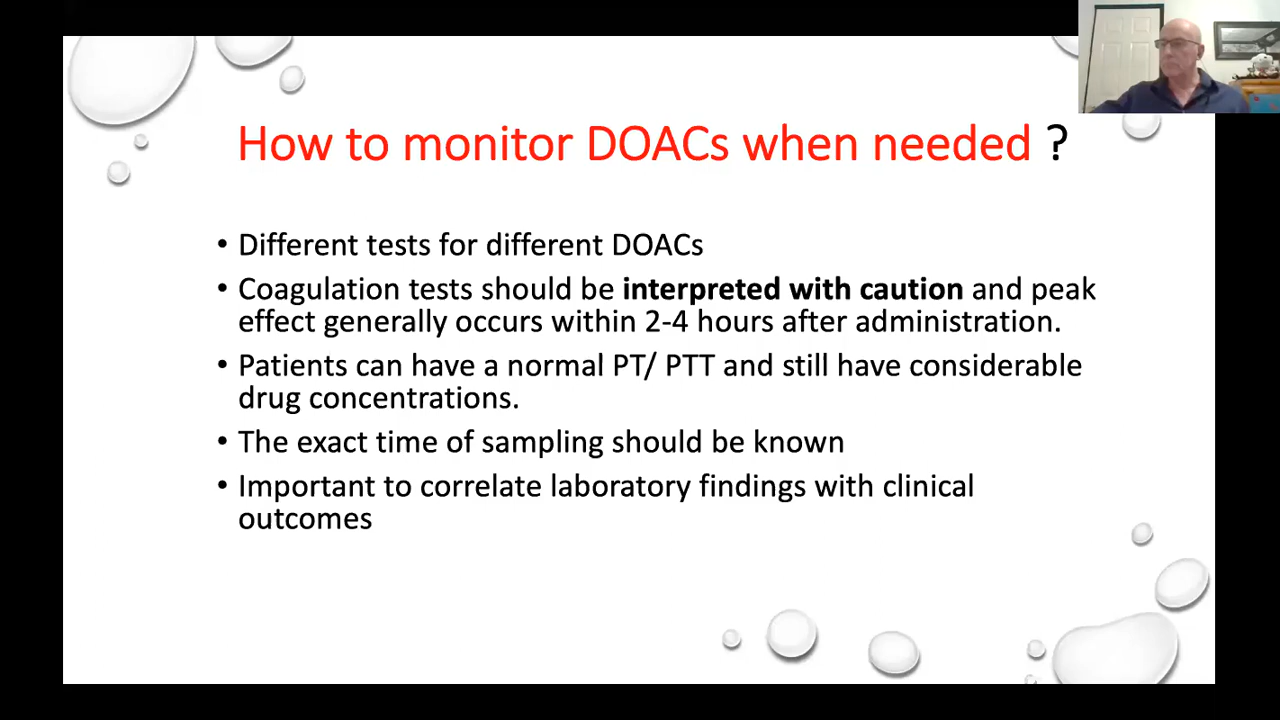 How to monitor DOACs when needed ?
• Different tests for different DOACs
• Coagulation tests should be interpreted with caution and peak
effect generally occurs within 2-4 hours after administration.
• Patients can have a normal PT/ PTT and still have considerable
drug concentrations.
• The exact time of sampling should be known
• Important to correlate laboratory findings with clinical
outcomes